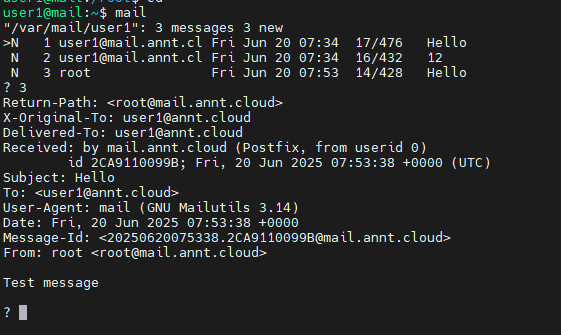 user1@mail:~$ mail
"/var/mail/user1": 3 messages 3 new
>N   1 user1@mail.annt.cl Fri Jun 20 07:34  17/476   Hello
 N   2 user1@mail.annt.cl Fri Jun 20 07:34  16/432   12
 N   3 root               Fri Jun 20 07:53  14/428   Hello
? 3
Return-Path: <root@mail.annt.cloud>
X-Original-To: user1@annt.cloud
Delivered-To: user1@annt.cloud
Received: by mail.annt.cloud (Postfix, from userid 0)
        id 2CA9110099B; Fri, 20 Jun 2025 07:53:38 +0000 (UTC)
Subject: Hello
To: <user1@annt.cloud>
User-Agent: mail (GNU Mailutils 3.14)
Date: Fri, 20 Jun 2025 07:53:38 +0000
Message-Id: <20250620075338.2CA9110099B@mail.annt.cloud>
From: root <root@mail.annt.cloud>

Test message

?